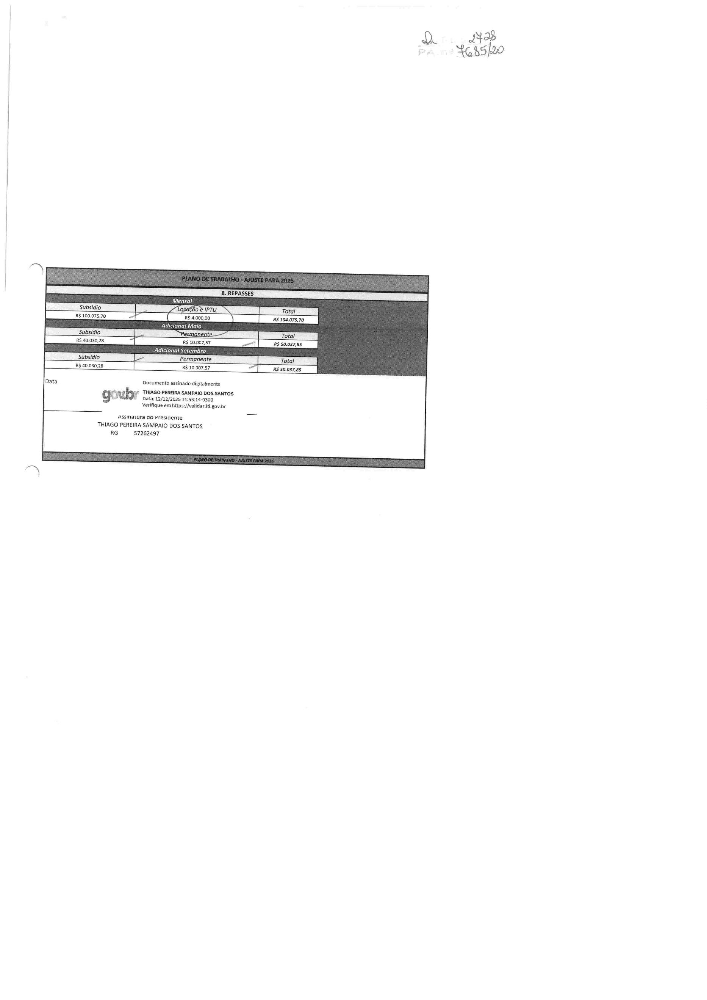 2728
PA. nº 7685/20
PLANO DE TRABALHO - AJUSTE PARA 2026
8. REPASSES
Mensal
Subsidio Locação e IPTU Total
R$ 100.075,70 R$ 4.000,00 R$ 104.075,70
Adicional Maio
Subsidio Permanente Total
R$ 40.030,28 R$ 10.007,57 R$ 50.037,85
Adicional Setembro
Subsidio Permanente Total
R$ 40.030,28 R$ 10.007,57 R$ 50.037,85
Data
Documento assinado digitalmente
gov.br THIAGO PEREIRA SAMPAIO DOS SANTOS
Data: 12/12/2025 11:53:14-0300
Verifique em https://validar.iti.gov.br
Assinatura do Presidente
THIAGO PEREIRA SAMPAIO DOS SANTOS
RG 57262497
PLANO DE TRABALHO - AJUSTE PARA 2026